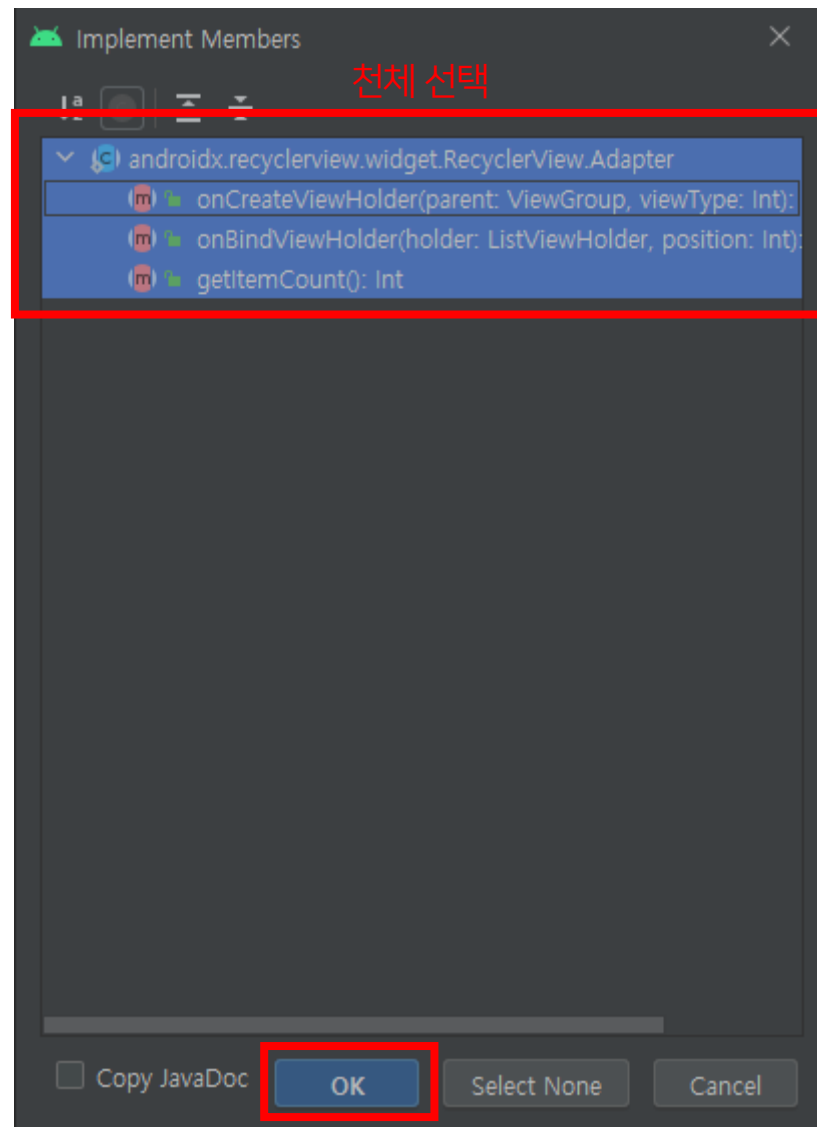 Implement Members
천체 선택
androidx.recyclerview.widget.RecyclerView.Adapter
onCreateViewHolder(parent: ViewGroup, viewType: Int):
onBindViewHolder(holder: ListViewHolder, position: Int):
getItemCount(): Int
Copy JavaDoc
OK
Select None
Cancel